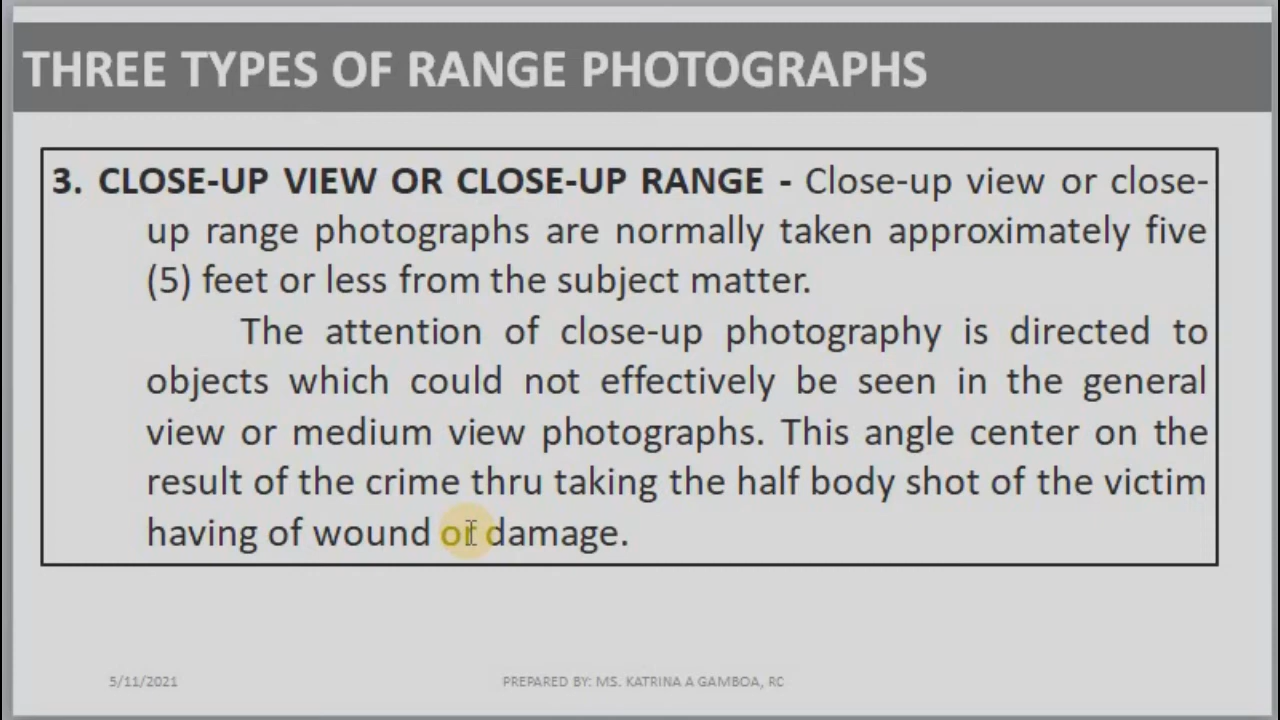 THREE TYPES OF RANGE PHOTOGRAPHS
3. CLOSE-UP VIEW OR CLOSE-UP RANGE - Close-up view or close-
up range photographs are normally taken approximately five
(5) feet or less from the subject matter.
The attention of close-up photography is directed to
objects which could not effectively be seen in the general
view or medium view photographs. This angle center on the
result of the crime thru taking the half body shot of the victim
having of wound or damage.
5/11/2021 PREPARED BY: MS. KATRINA A GAMBOA, RC